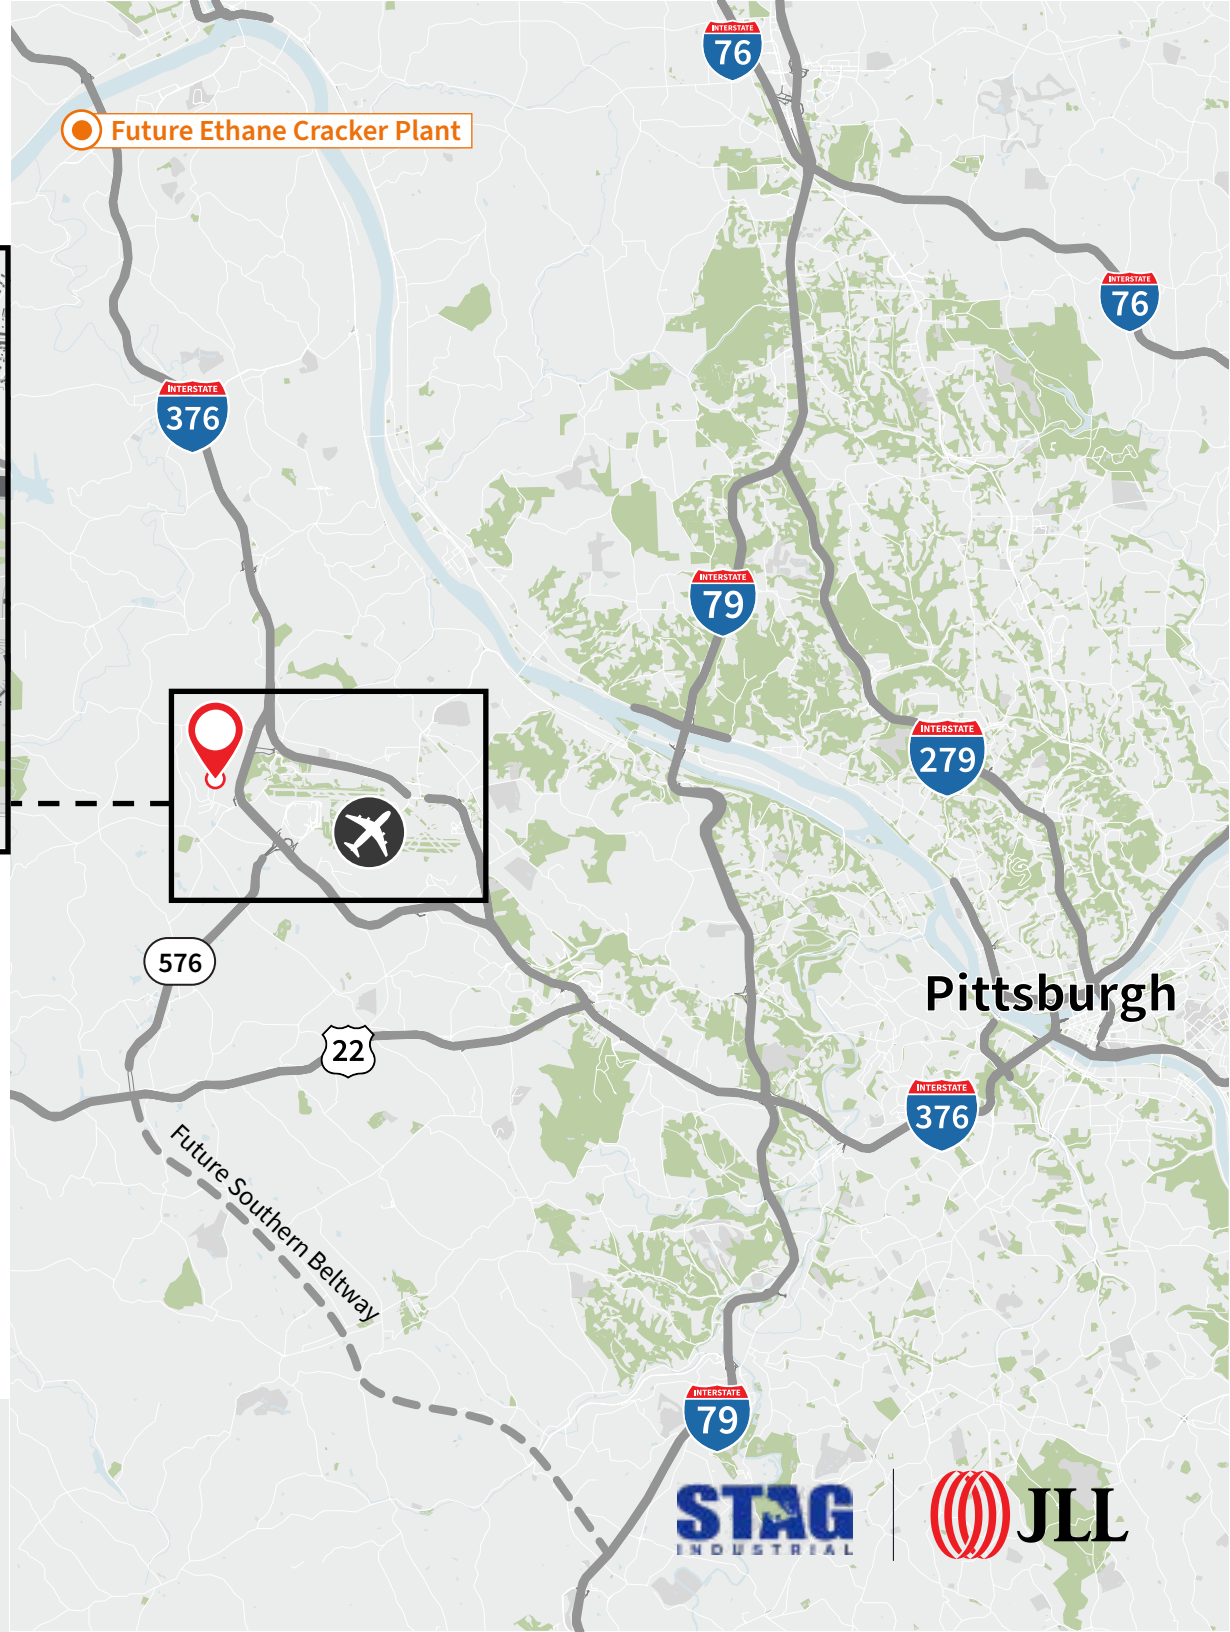 INTERSTATE
76
Future Ethane Cracker Plant
INTERSTATE
76
INTERSTATE
376
INTERSTATE
79
INTERSTATE
279
576
Pittsburgh
22
INTERSTATE
376
Future Southern Beltway
INTERSTATE
79
STAG
INDUSTRIAL
JLL